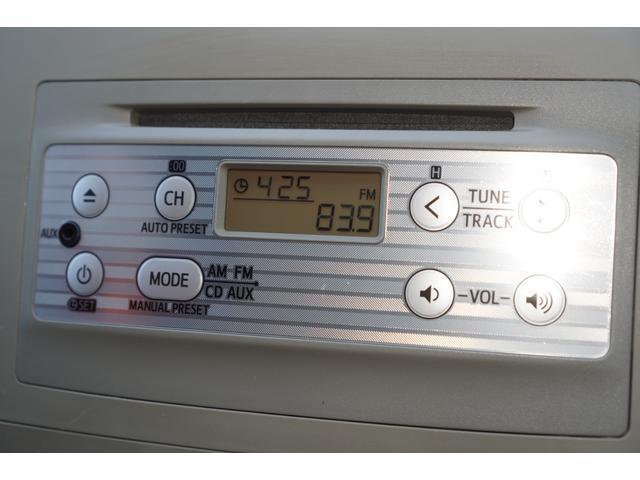 :00
H
CH
4 25
FM
TUNE
TRACK
AUX
AUTO PRESET
83.9
MODE
AM FM
CD AUX
-VOL-
SET
MANUAL PRESET